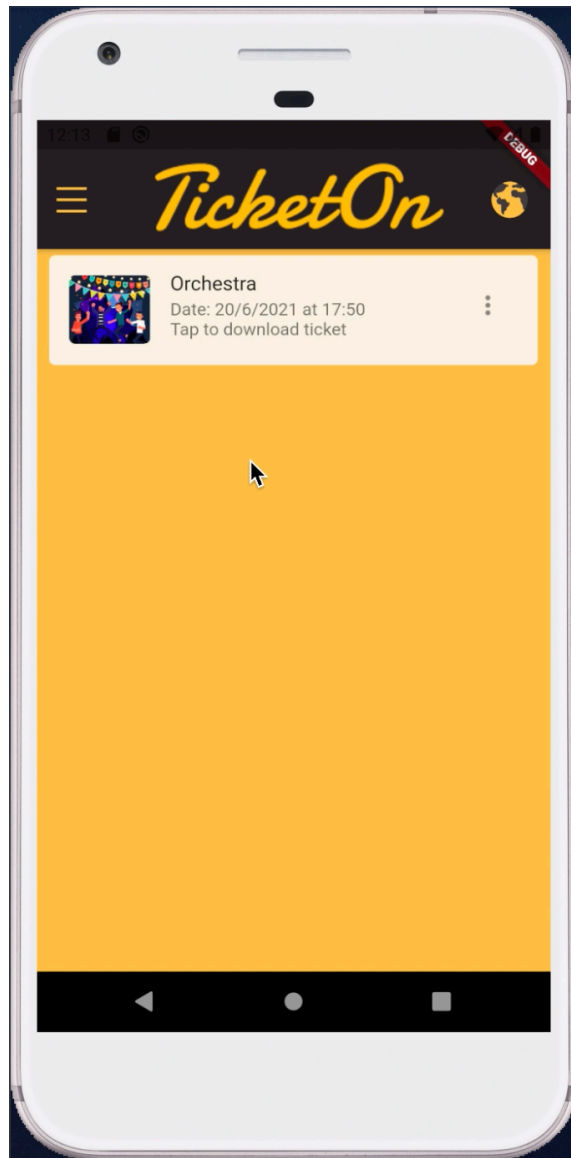 12:13
DEBUG
TicketOn
Orchestra
Date: 20/6/2021 at 17:50
Tap to download ticket